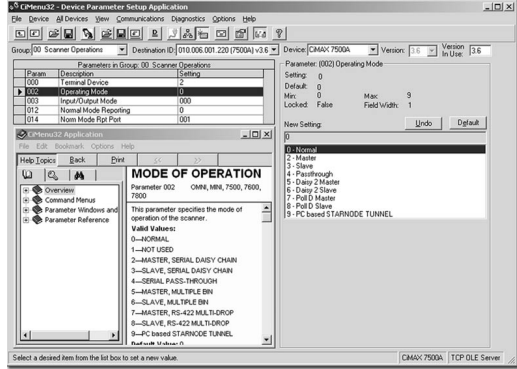 CiMenu32 - Device Parameter Setup Application
File Device All Devices View Communications Diagnostics Options Help
Group: 00 Scanner Operations Destination ID: 010.006.001.220 (7500A) v3.6 Device: CiMAX 7500A Version: 3.6 Version In Use: 3.6
Parameters in Group: 00 Scanner Operations
Param Description Setting
000 Terminal Device 2
002 Operating Mode 0
003 Input/Output Mode 000
012 Normal Mode Reporting 0
014 Norm Mode Rpt Port 001
Parameter: (002) Operating Mode
Setting: 0
Default: 0
Min: 0 Max: 9
Locked: False Field Width: 1
New Setting: Undo Default
0
0 - Normal
2 - Master
3 - Slave
4 - Passthrough
5 - Daisy 2 Master
6 - Daisy 2 Slave
7 - Poll D Master
8 - Poll D Slave
9 - PC based STARNODE TUNNEL
CiMenu32 Application
File Edit Bookmark Options Help
Help Topics Back Print << >>
Overview
Command Menus
Parameter Windows and
Parameter Reference
MODE OF OPERATION
Parameter 002 OMNI, MINI, 7500, 7600,
7800
This parameter specifies the mode of
operation of the scanner.
Valid Values:
0—NORMAL
1—NOT USED
2—MASTER, SERIAL DAISY CHAIN
3—SLAVE, SERIAL DAISY CHAIN
4—SERIAL PASS-THROUGH
5—MASTER, MULTIPLE BIN
6—SLAVE, MULTIPLE BIN
7—MASTER, RS-422 MULTI-DROP
8—SLAVE, RS-422 MULTI-DROP
9—PC based STARNODE TUNNEL
Default Value: 0
Select a desired item from the list box to set a new value. CiMAX 7500A TCP OLE Server